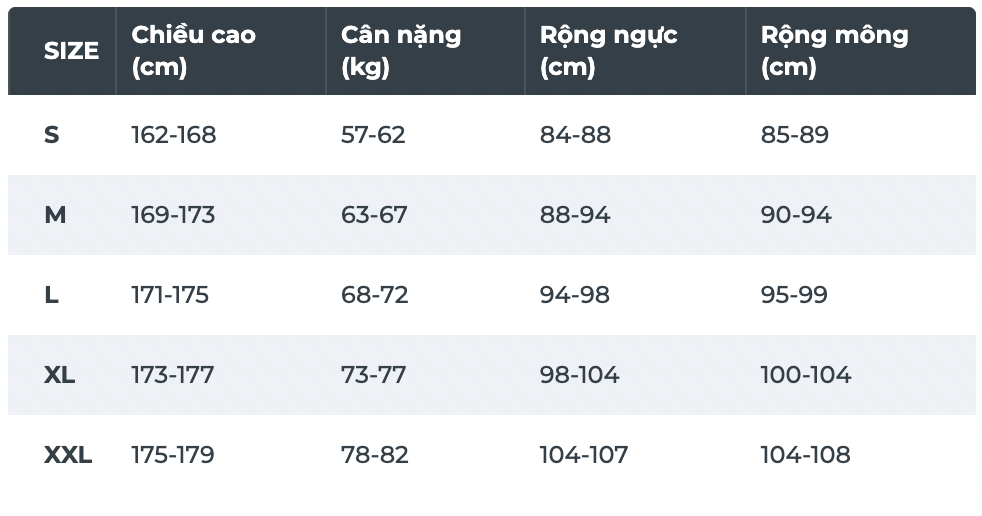 SIZE Chiều cao (cm) Cân nặng (kg) Rộng ngực (cm) Rộng mông (cm)
S 162-168 57-62 84-88 85-89
M 169-173 63-67 88-94 90-94
L 171-175 68-72 94-98 95-99
XL 173-177 73-77 98-104 100-104
XXL 175-179 78-82 104-107 104-108